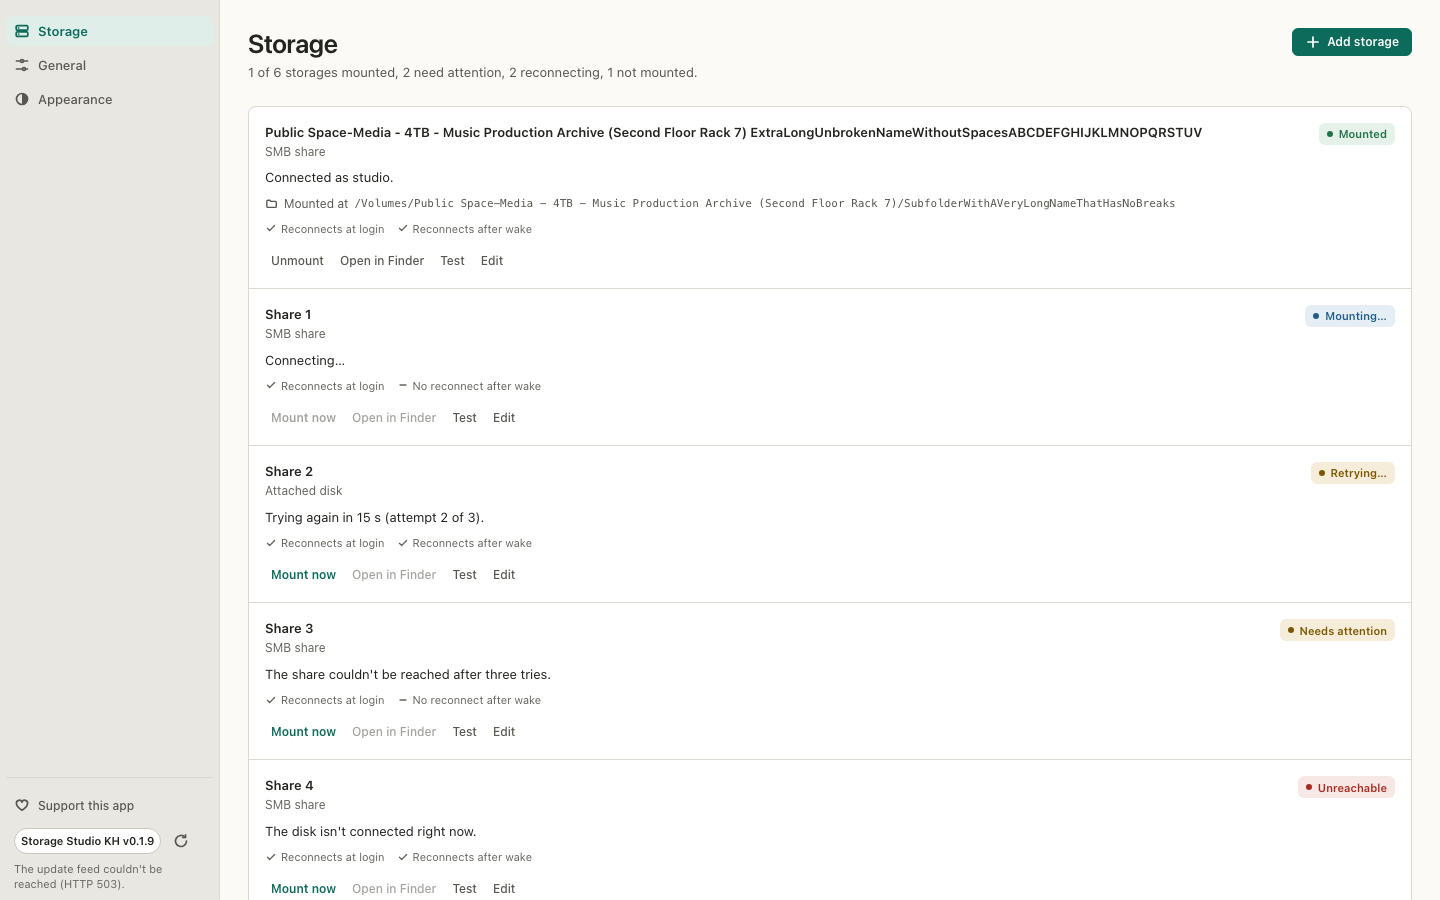 Storage
General
Appearance
Support this app
Storage Studio KH v0.1.9
The update feed couldn't be
reached (HTTP 503).
Storage
1 of 6 storages mounted, 2 need attention, 2 reconnecting, 1 not mounted.
Add storage
Public Space-Media - 4TB - Music Production Archive (Second Floor Rack 7) ExtraLongUnbrokenNameWithoutSpacesABCDEFGHIJKLMNOPQRSTUV
Mounted
SMB share
Connected as studio.
Mounted at /Volumes/Public Space-Media - 4TB - Music Production Archive (Second Floor Rack 7)/SubfolderWithAVeryLongNameThatHasNoBreaks
Reconnects at login Reconnects after wake
Unmount Open in Finder Test Edit
Share 1
Mounting...
SMB share
Connecting...
Reconnects at login No reconnect after wake
Mount now Open in Finder Test Edit
Share 2
Retrying...
Attached disk
Trying again in 15 s (attempt 2 of 3).
Reconnects at login Reconnects after wake
Mount now Open in Finder Test Edit
Share 3
Needs attention
SMB share
The share couldn't be reached after three tries.
Reconnects at login No reconnect after wake
Mount now Open in Finder Test Edit
Share 4
Unreachable
SMB share
The disk isn't connected right now.
Reconnects at login Reconnects after wake
Mount now Open in Finder Test Edit